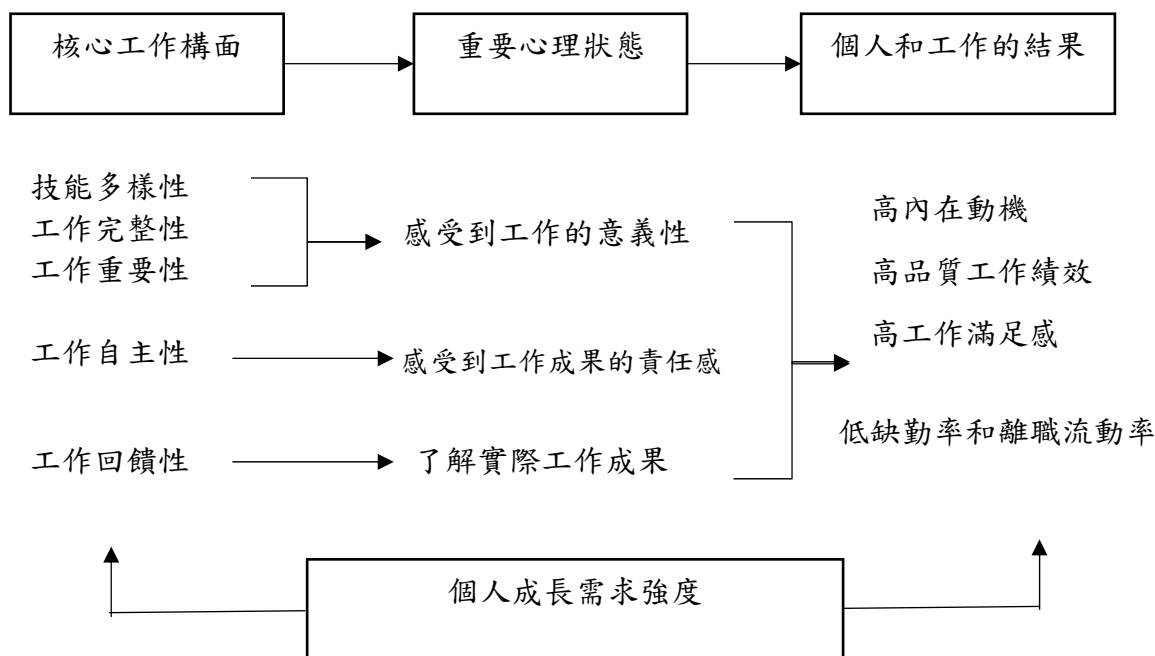 核心工作構面
重要心理狀態
個人和工作的結果
技能多樣性
工作完整性
工作重要性
感受到工作的意義性
高內在動機
高品質工作績效
高工作滿足感
工作自主性
感受到工作成果的責任感
低缺勤率和離職流動率
工作回饋性
了解實際工作成果
個人成長需求強度